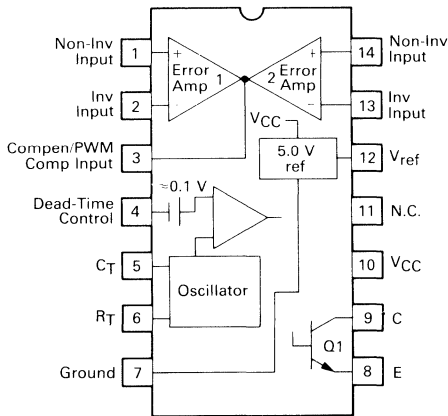 Non-Inv
Input
1
+
Error
Amp 1
-
Inv
Input
2
Compen/PWM
Comp Input
3
Dead-Time
Control
4
≈0.1 V
CT
5
RT
6
Oscillator
Ground
7
14
Non-Inv
Input
+
2 Error
Amp
-
13
Inv
Input
VCC
5.0 V
ref
12
Vref
11
N.C.
10
VCC
9
C
Q1
8
E